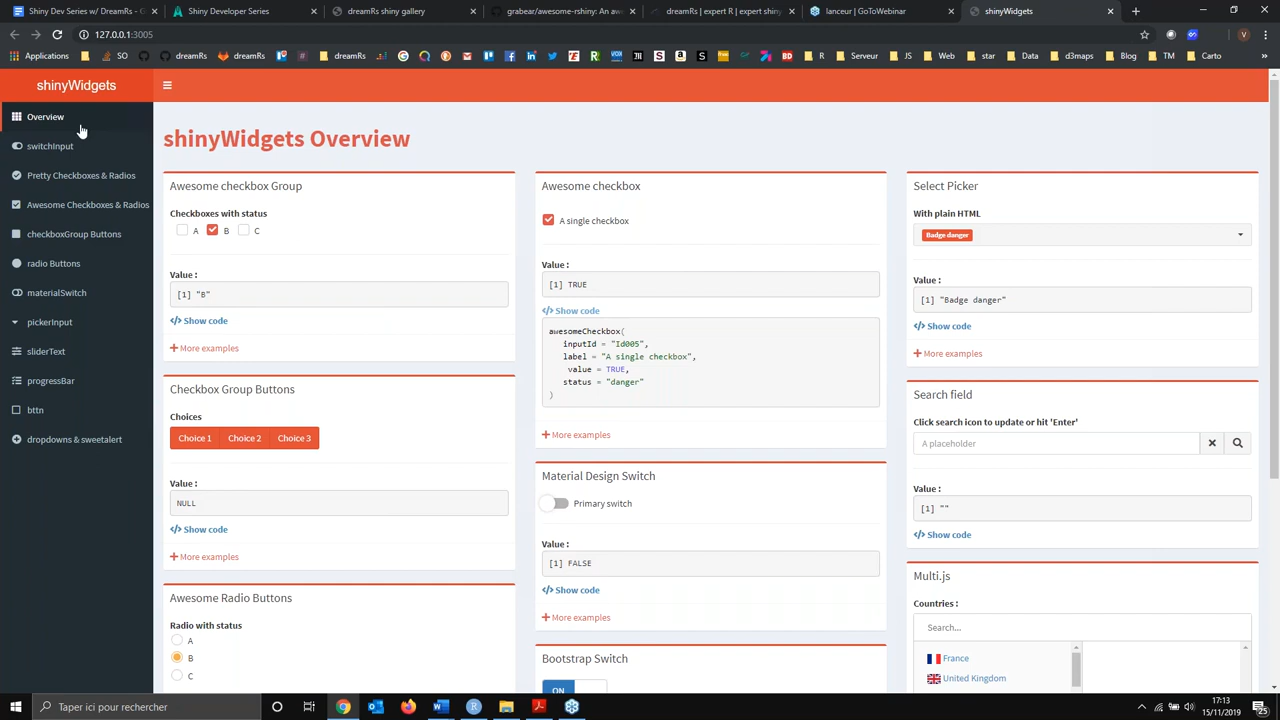 Shiny Dev Series w/ DreamRs - G
Shiny Developer Series
dreamRs shiny gallery
grabear/awesome-rshiny: An aw
dreamRs | expert R | expert shiny
lanceur | GoToWebinar
shinyWidgets
127.0.0.1:3005
Applications
SO
dreamRs
dreamRs
R
Serveur
JS
star
Data
d3maps
Blog
TM
Carto
shinyWidgets
Overview
switchInput
Pretty Checkboxes & Radios
Awesome Checkboxes & Radios
checkboxGroup Buttons
radio Buttons
materialSwitch
pickerInput
sliderText
progressBar
bttn
dropdowns & sweetalert
shinyWidgets Overview
Awesome checkbox Group
Checkboxes with status
A B C
Value :
[1] "B"
</> Show code
+ More examples
Checkbox Group Buttons
Choices
Choice 1 Choice 2 Choice 3
Value :
NULL
</> Show code
+ More examples
Awesome Radio Buttons
Radio with status
A
B
C
Awesome checkbox
A single checkbox
Value :
[1] TRUE
</> Show code
awesomeCheckbox(
inputId = "Id005",
label = "A single checkbox",
value = TRUE,
status = "danger"
)
+ More examples
Material Design Switch
Primary switch
Value :
[1] FALSE
</> Show code
+ More examples
Bootstrap Switch
ON
Select Picker
With plain HTML
Badge danger
Value :
[1] "Badge danger"
</> Show code
+ More examples
Search field
Click search icon to update or hit 'Enter'
A placeholder
Value :
[1] ""
</> Show code
Multi.js
Countries :
Search...
France
United Kingdom
Taper ici pour rechercher
17:13
15/11/2019